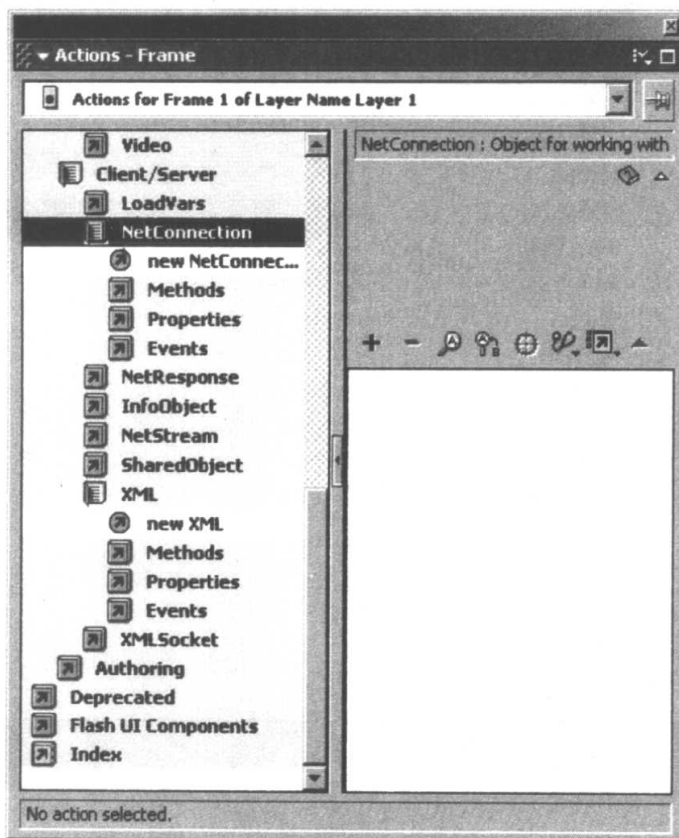 Actions - Frame
Actions for Frame 1 of Layer Name Layer 1
Video
Client/Server
LoadVars
NetConnection
new NetConnec...
Methods
Properties
Events
NetResponse
InfoObject
NetStream
SharedObject
XML
new XML
Methods
Properties
Events
XMLSocket
Authoring
Deprecated
Flash UI Components
Index
NetConnection : Object for working with
No action selected.